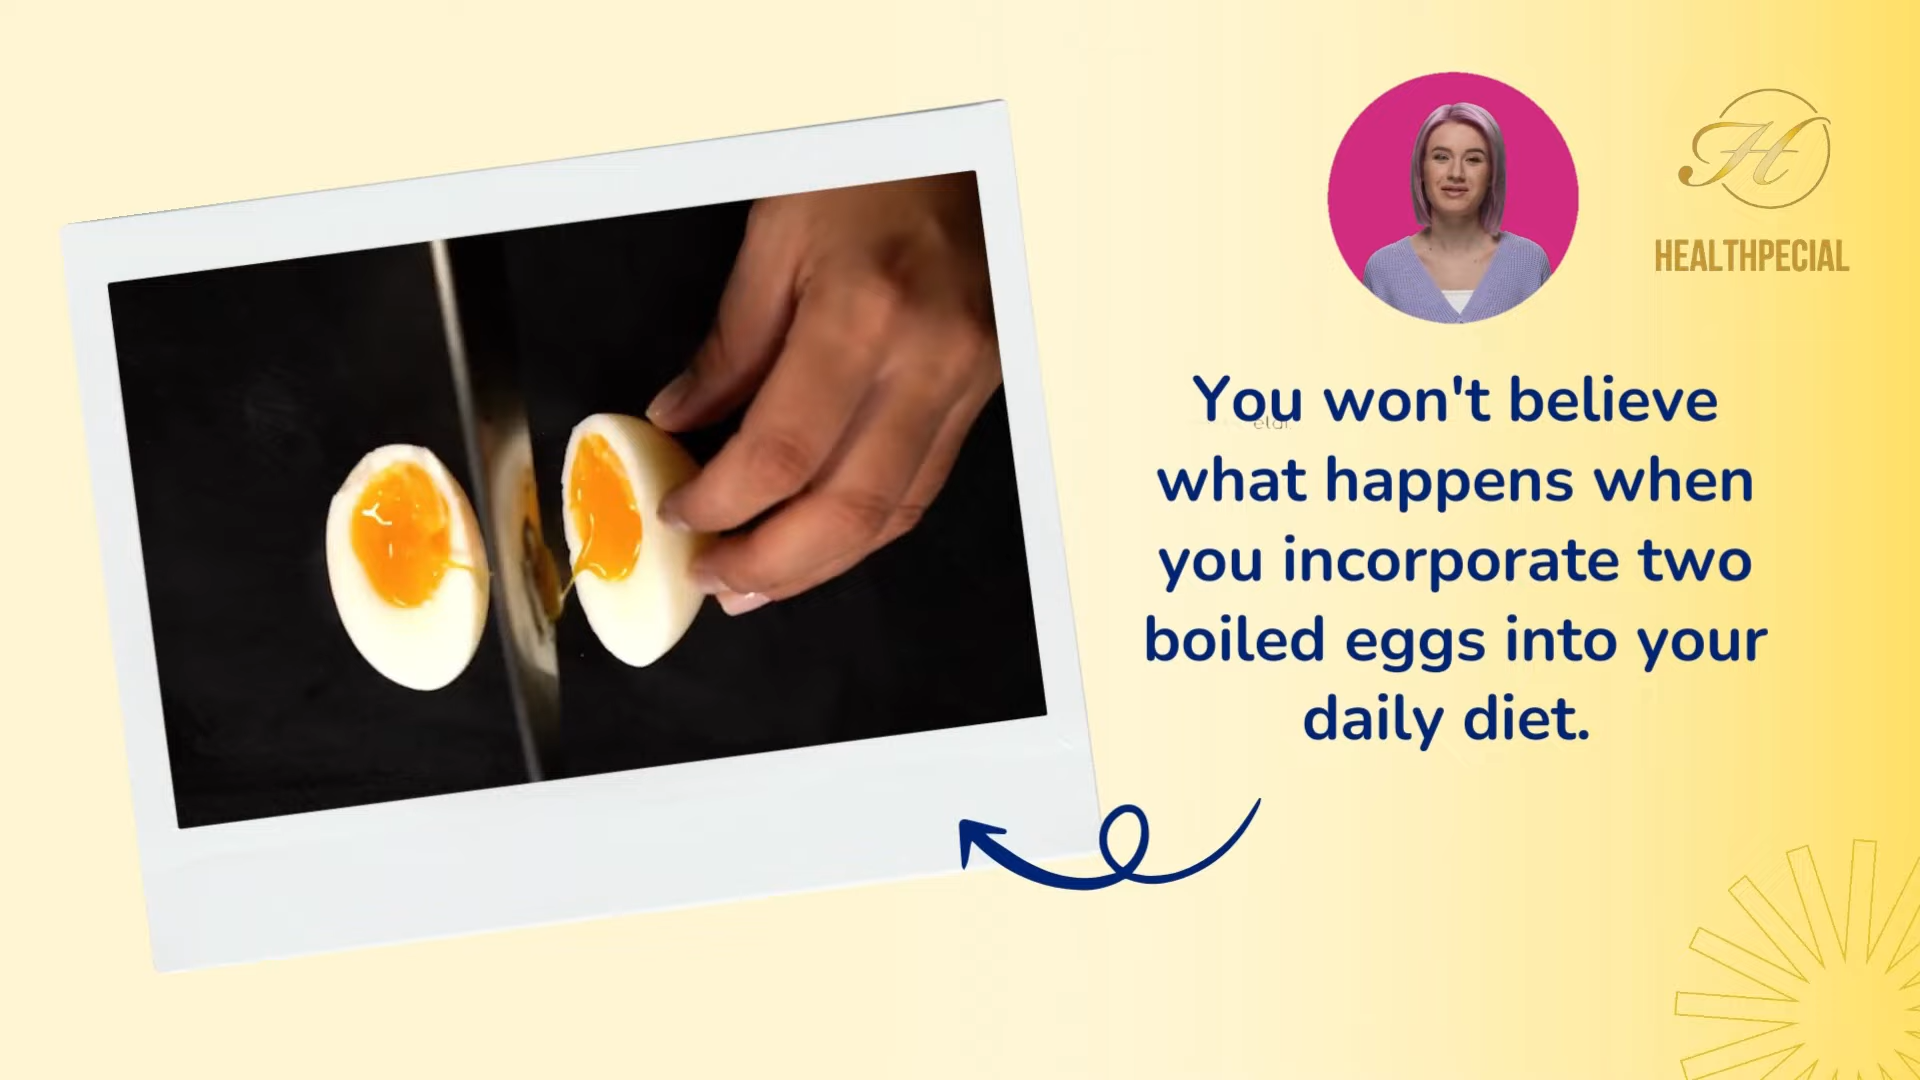 H
HEALTHPECIAL
You won't believe
what happens when
you incorporate two
boiled eggs into your
daily diet.